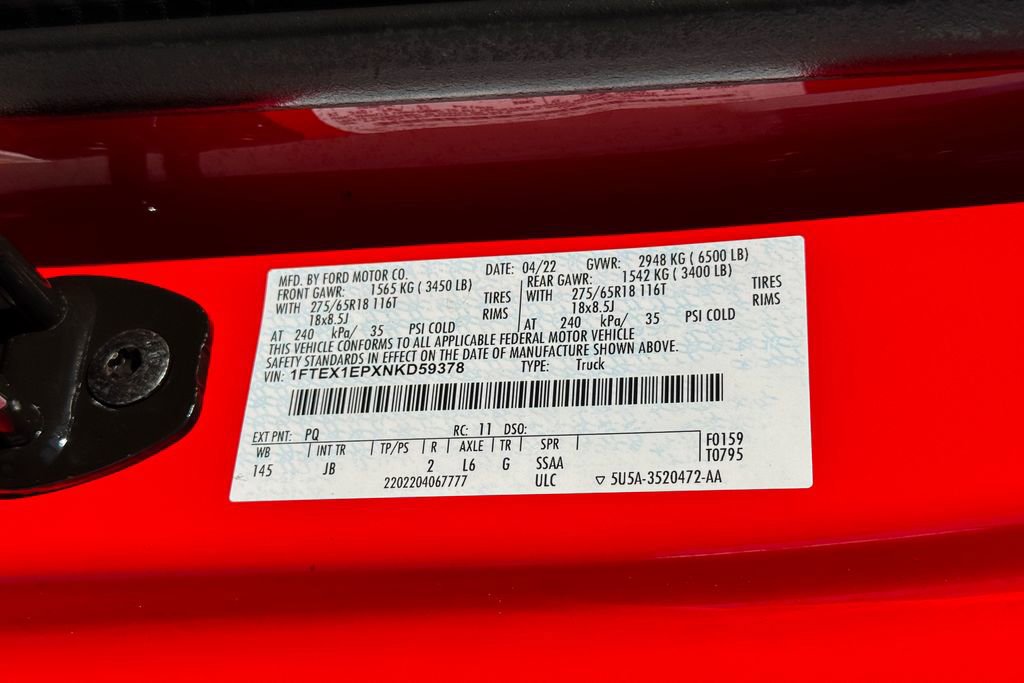 MFD. BY FORD MOTOR CO. DATE: 04/22 GVWR: 2948 KG ( 6500 LB)
FRONT GAWR: 1565 KG ( 3450 LB) REAR GAWR: 1542 KG ( 3400 LB)
WITH 275/65R18 116T TIRES WITH 275/65R18 116T TIRES
18x8.5J RIMS 18x8.5J RIMS
AT 240 kPa/ 35 PSI COLD AT 240 kPa/ 35 PSI COLD
THIS VEHICLE CONFORMS TO ALL APPLICABLE FEDERAL MOTOR VEHICLE
SAFETY STANDARDS IN EFFECT ON THE DATE OF MANUFACTURE SHOWN ABOVE.
VIN: 1FTEX1EPXNKD59378 TYPE: Truck
EXT PNT: PQ RC: 11 DSO:
WB INT TR TP/PS R AXLE TR SPR F0159
145 JB 2 L6 G SSAA T0795
2202204067777 ULC ▽ 5U5A-3520472-AA